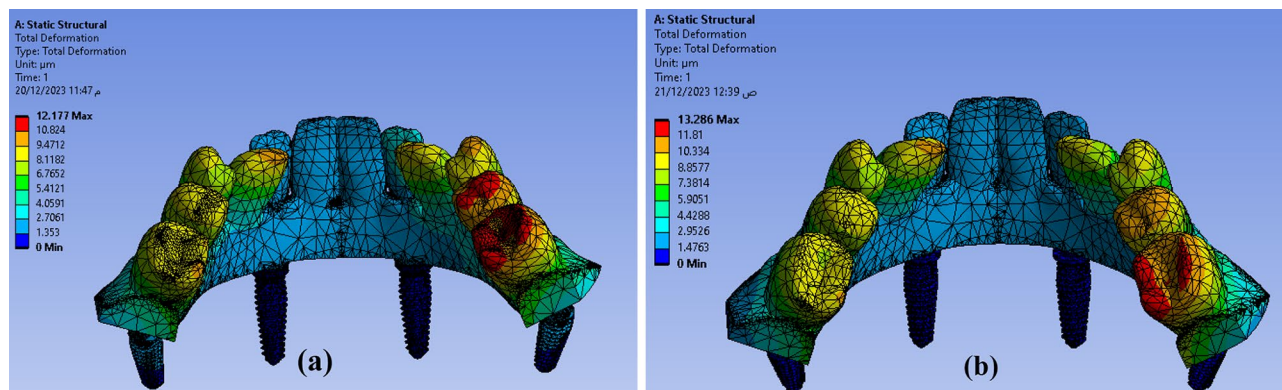 A: Static Structural
Total Deformation
Type: Total Deformation
Unit: µm
Time: 1
20/12/2023 11:47 م
12.177 Max
10.824
9.4712
8.1182
6.7652
5.4121
4.0591
2.7061
1.353
0 Min
(a)
A: Static Structural
Total Deformation
Type: Total Deformation
Unit: µm
Time: 1
21/12/2023 12:39 ص
13.286 Max
11.81
10.334
8.8577
7.3814
5.9051
4.4288
2.9526
1.4763
0 Min
(b)